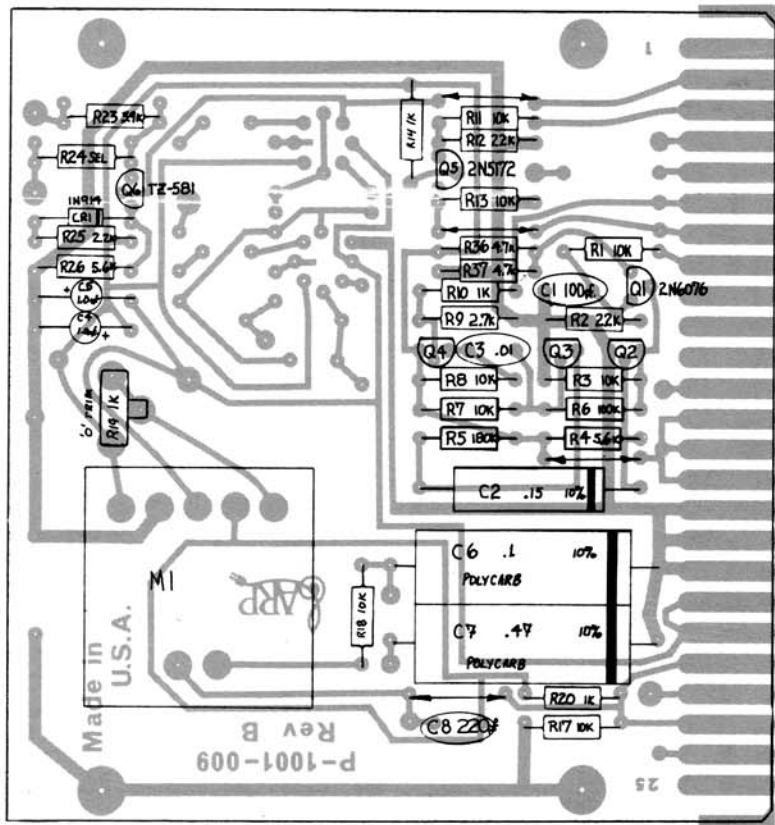 1
R23 5.9K
R14 1K
R11 10K
R12 22K
R24 SEL
Q5 2N5172
Q6 TZ-581
1N914
CR1
R13 10K
R25 2.2K
R36 4.7K
R1 10K
R26 5.6K
R37 4.7K
+ C5
1.0uf
R10 1K
C1 100pf.
Q1 2N6076
R9 2.7K
R2 22K
C4
+
Q4
C3 .01
Q3
Q2
R8 10K
R3 10K
'0' TRIM
R19 1K
R7 10K
R6 100K
R5 180K
R4 5.6K
C2 .15 10%
C6 .1 10%
POLYCARB
M1
ARP
R18 10K
C7 .47 10%
POLYCARB
Made in
U.S.A.
R20 1K
C8 220pf
R17 10K
Rev B
P-1001-009
25